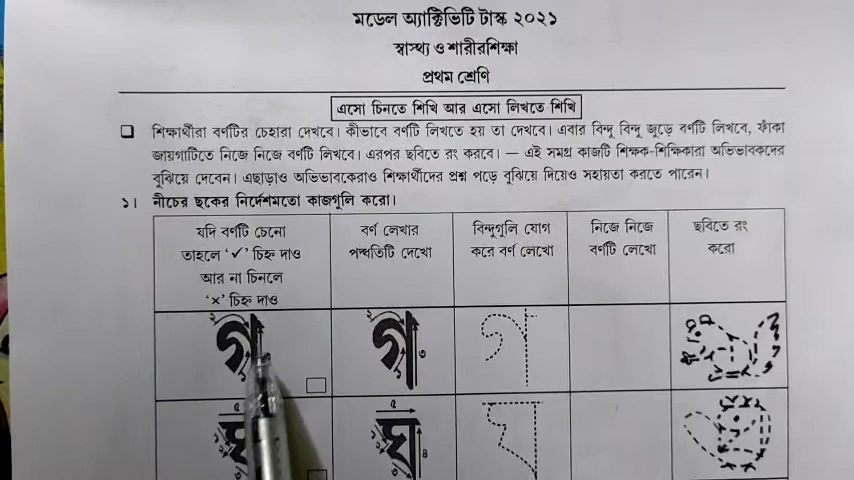 মডেল অ্যাক্টিভিটি টাস্ক ২০২১
স্বাস্থ্য ও শারীরশিক্ষা
প্রথম শ্রেণি
এসো চিনতে শিখি আর এসো লিখতে শিখি
শিক্ষার্থীরা বর্ণটির চেহারা দেখবে। কীভাবে বর্ণটি লিখতে হয় তা দেখবে। এবার বিন্দু বিন্দু জুড়ে বর্ণটি লিখবে, ফাঁকা
জায়গাটিতে নিজে নিজে বর্ণটি লিখবে। এরপর ছবিতে রং করবে। — এই সমগ্র কাজটি শিক্ষক-শিক্ষিকারা অভিভাবকদের
বুঝিয়ে দেবেন। এছাড়াও অভিভাবকেরাও শিক্ষার্থীদের প্রশ্ন পড়ে বুঝিয়ে দিয়েও সহায়তা করতে পারেন।
১। নীচের ছকের নির্দেশমতো কাজগুলি করো।
যদি বর্ণটি চেনো
তাহলে ‘✓’ চিহ্ন দাও
আর না চিনলে
‘×’ চিহ্ন দাও
বর্ণ লেখার
পদ্ধতিটি দেখো
বিন্দুগুলি যোগ
করে বর্ণ লেখো
নিজে নিজে
বর্ণটি লেখো
ছবিতে রং
করো
গ গ গ
ঘ ঘ ঘ